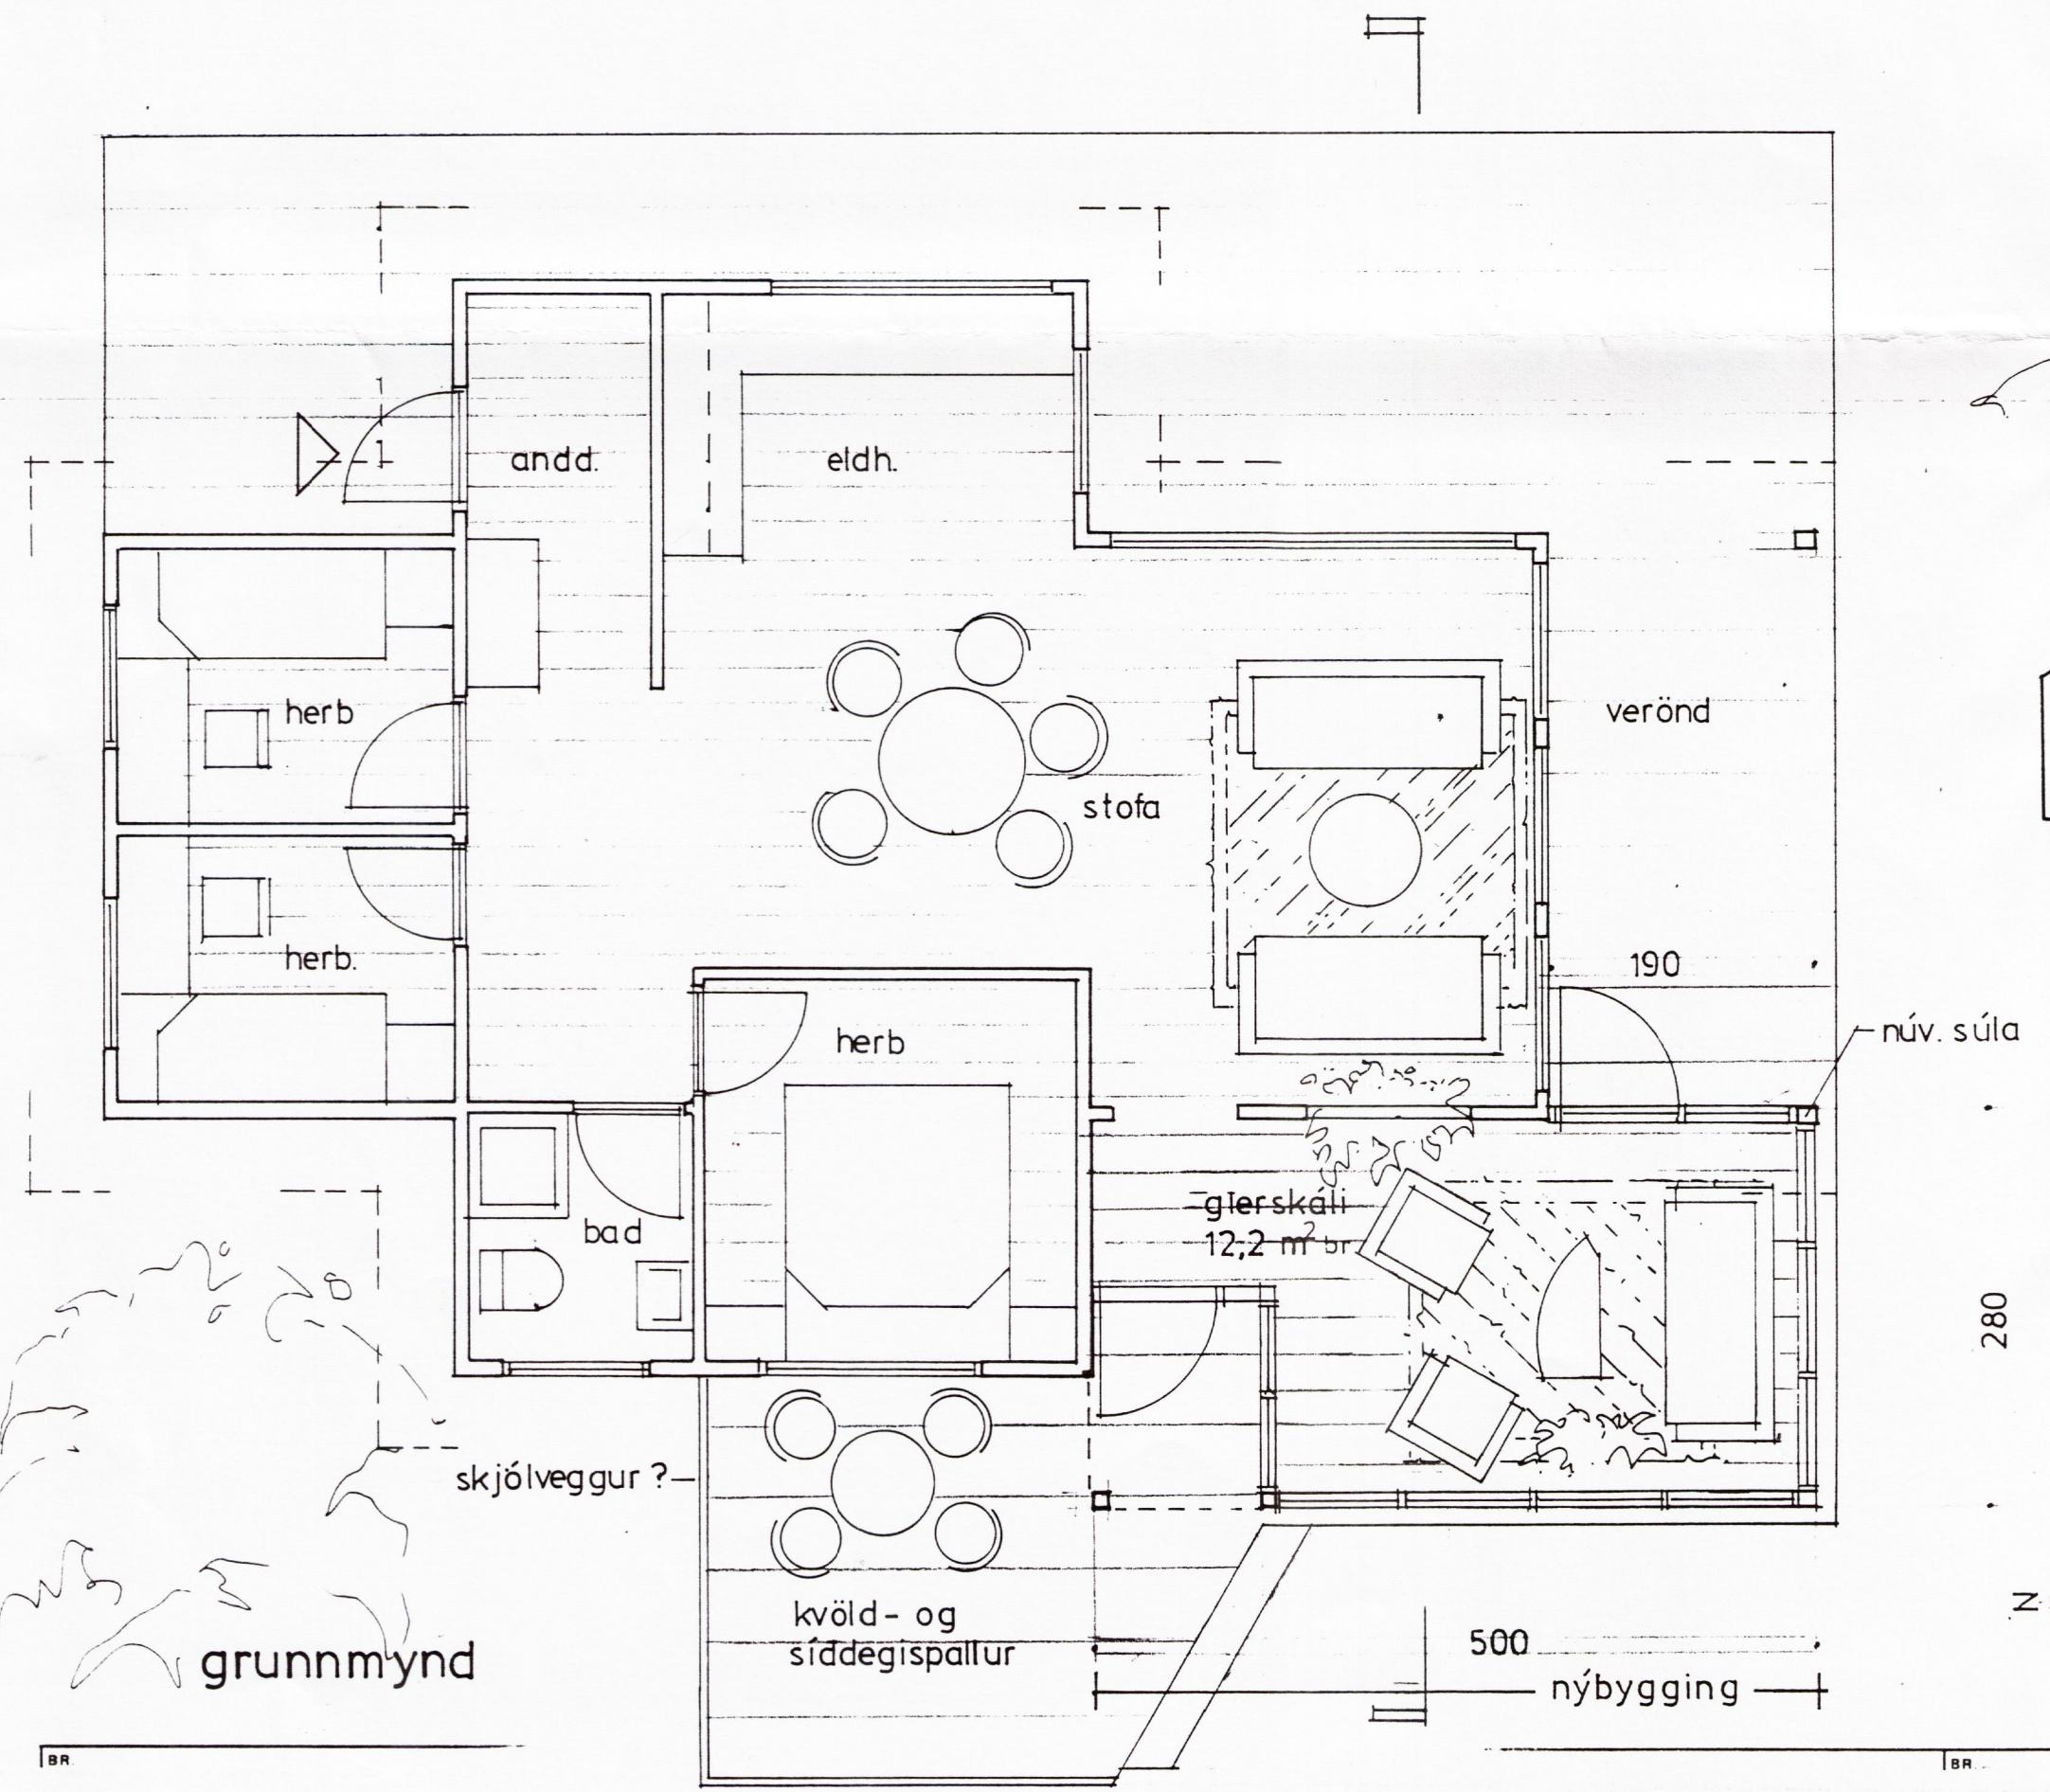 andd.
eldh.
herb
verönd
stofa
herb.
190
herb
núv. súla
glerskáli
12,2 m² br.
bad
280
skjólveggur ?
kvöld- og
síddegispallur
grunnmynd
500
nýbygging
N
BR.
BR.